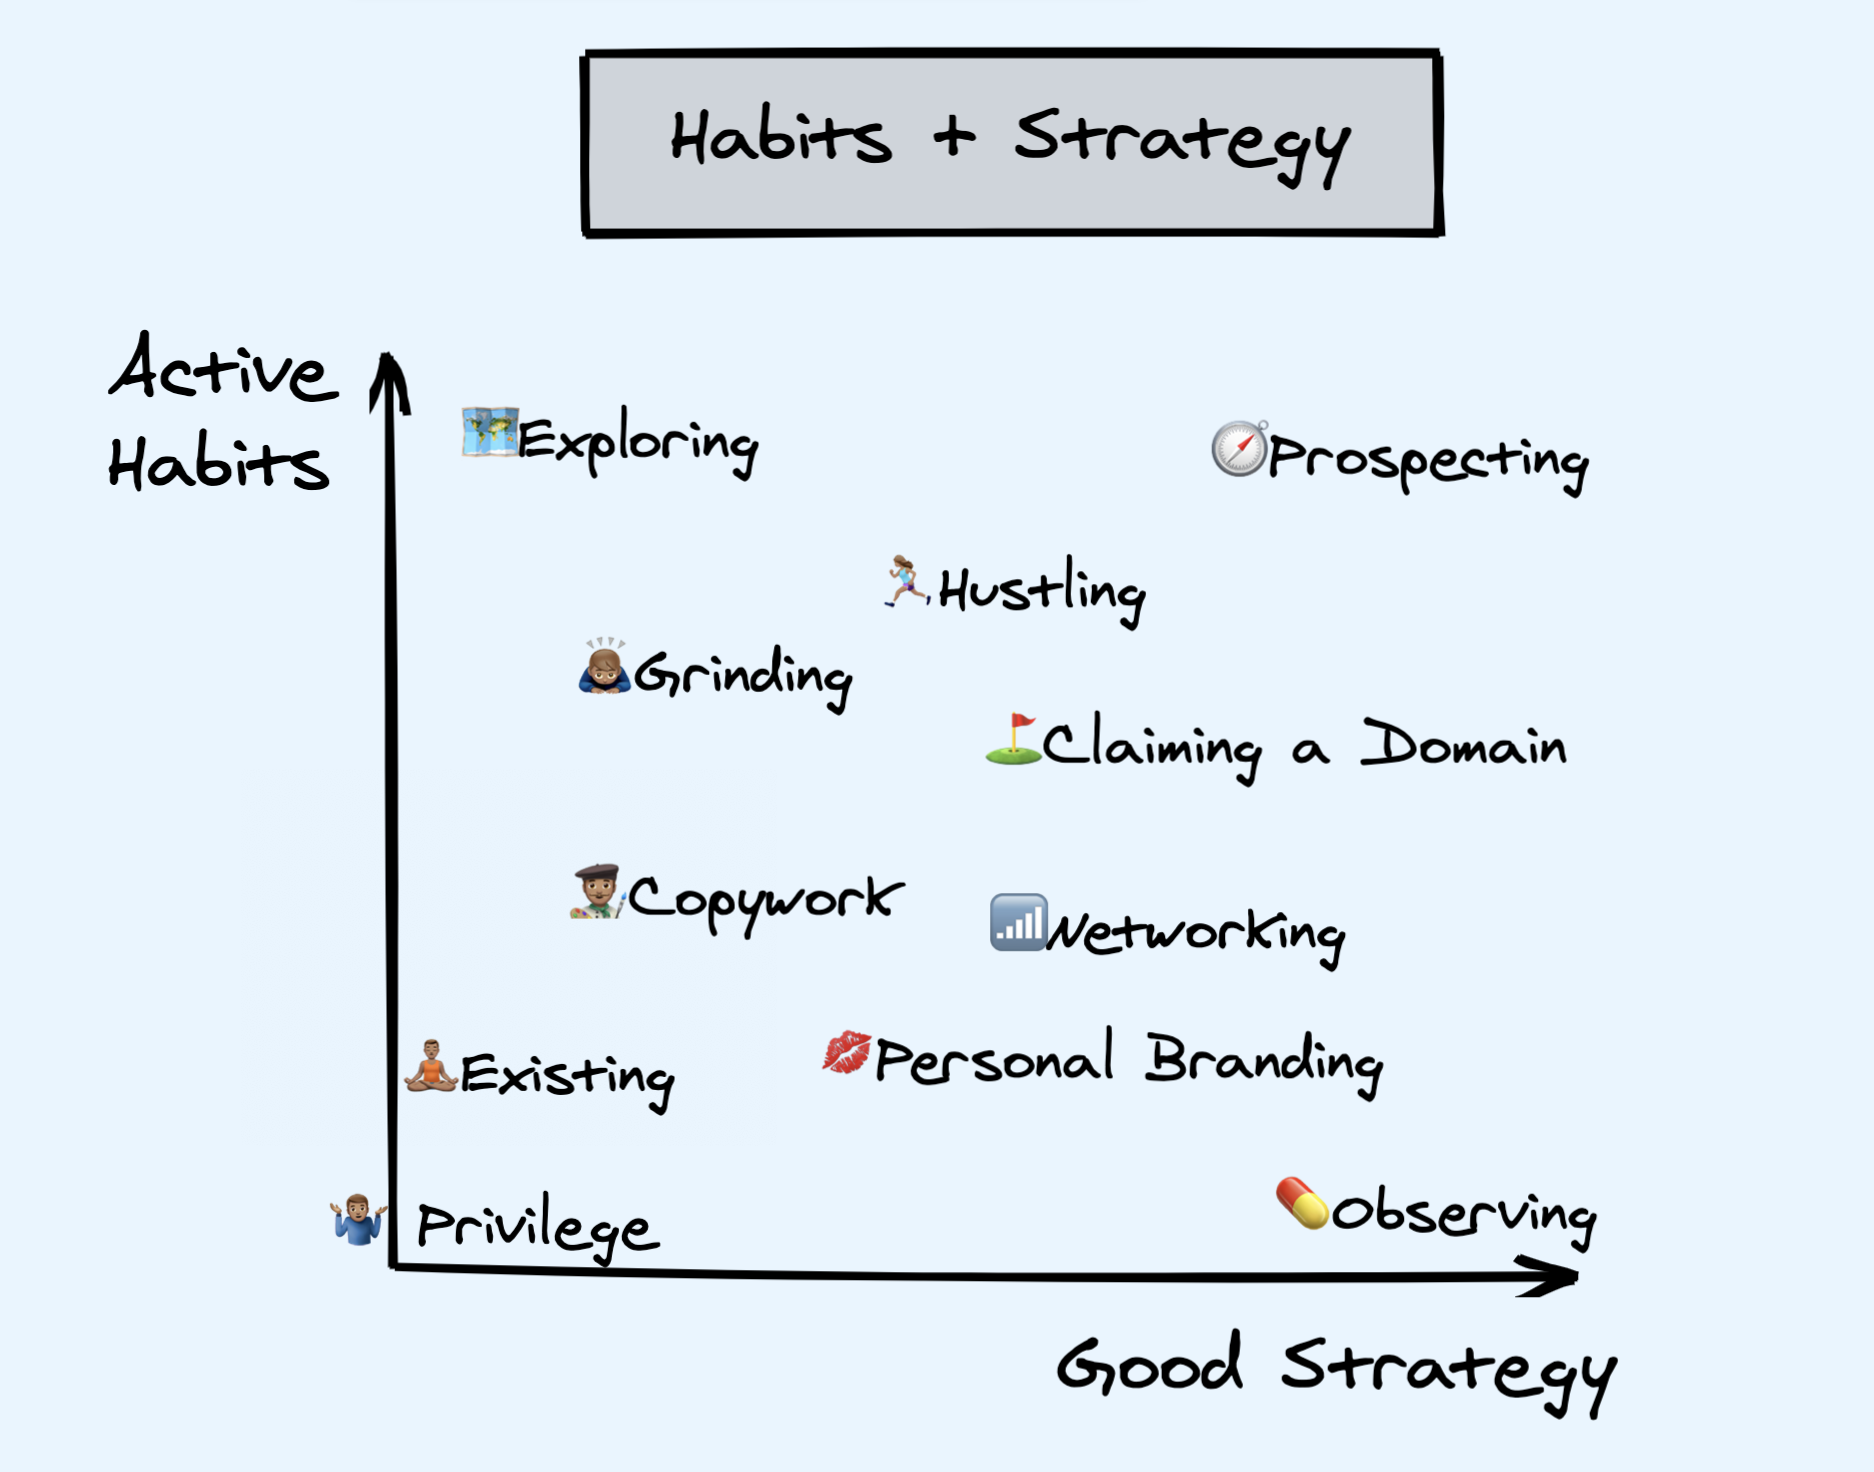 Habits + Strategy
Active
Habits
Exploring
Prospecting
Hustling
Grinding
Claiming a Domain
Copywork
Networking
Personal Branding
Existing
Observing
Privilege
Good Strategy